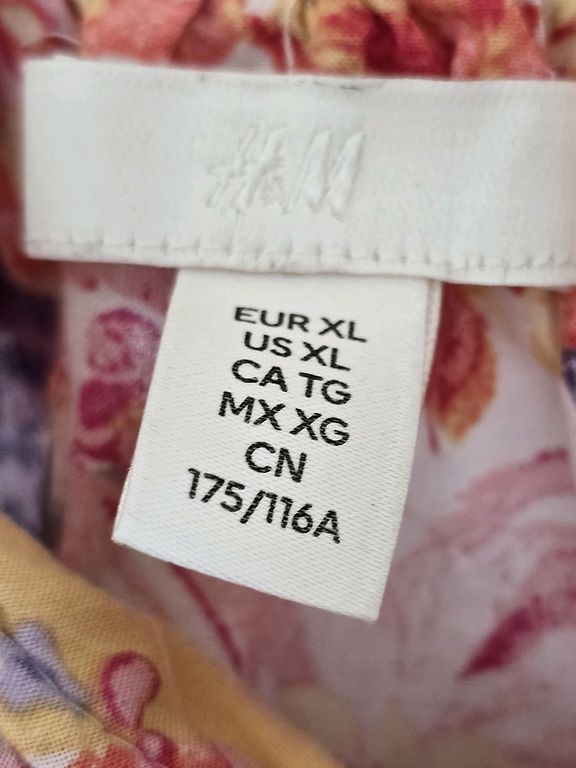 H&M
EUR XL
US XL
CA TG
MX XG
CN
175/116A